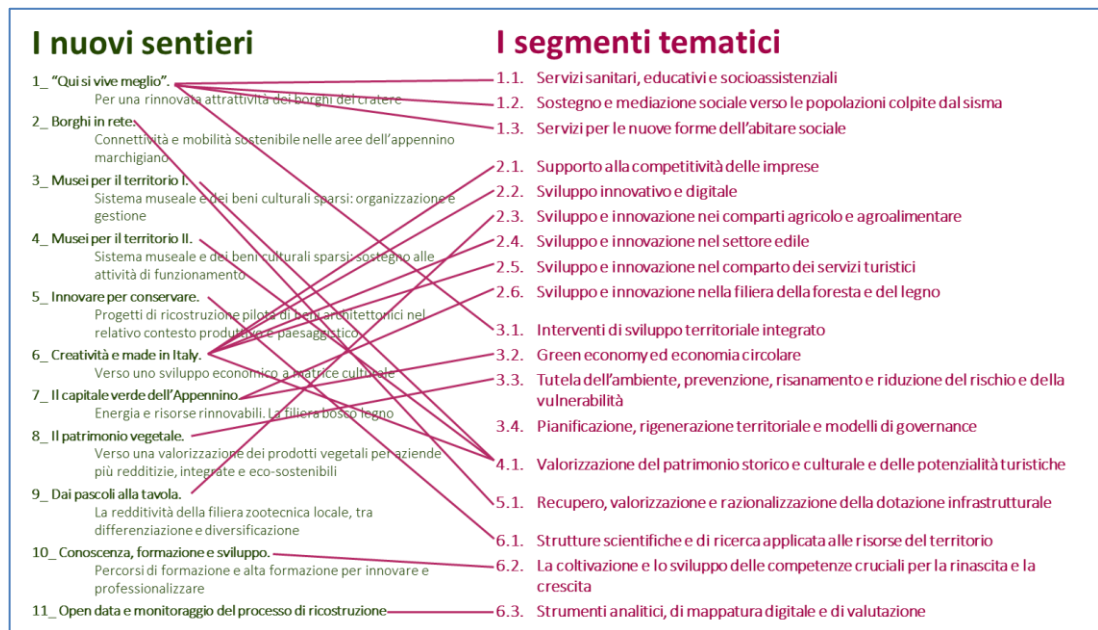 I nuovi sentieri
1_ “Qui si vive meglio”.
Per una rinnovata attrattività dei borghi del cratere
2_ Borghi in rete.
Connettività e mobilità sostenibile nelle aree dell’appennino
marchigiano
3_ Musei per il territorio I.
Sistema museale e dei beni culturali sparsi: organizzazione e
gestione
4_ Musei per il territorio II.
Sistema museale e dei beni culturali sparsi: sostegno alle
attività di funzionamento
5_ Innovare per conservare.
Progetti di ricostruzione pilota di beni architettonici nel
relativo contesto produttivo e paesaggistico
6_ Creatività e made in Italy.
Verso uno sviluppo economico a matrice culturale
7_ Il capitale verde dell’Appennino
Energia e risorse rinnovabili. La filiera bosco legno
8_ Il patrimonio vegetale.
Verso una valorizzazione dei prodotti vegetali per aziende
più redditizie, integrate e eco-sostenibili
9_ Dai pascoli alla tavola.
La redditività della filiera zootecnica locale, tra
differenziazione e diversificazione
10_ Conoscenza, formazione e sviluppo.
Percorsi di formazione e alta formazione per innovare e
professionalizzare
11_ Open data e monitoraggio del processo di ricostruzione
I segmenti tematici
1.1. Servizi sanitari, educativi e socioassistenziali
1.2. Sostegno e mediazione sociale verso le popolazioni colpite dal sisma
1.3. Servizi per le nuove forme dell’abitare sociale
2.1. Supporto alla competitività delle imprese
2.2. Sviluppo innovativo e digitale
2.3. Sviluppo e innovazione nei comparti agricolo e agroalimentare
2.4. Sviluppo e innovazione nel settore edile
2.5. Sviluppo e innovazione nel comparto dei servizi turistici
2.6. Sviluppo e innovazione nella filiera della foresta e del legno
3.1. Interventi di sviluppo territoriale integrato
3.2. Green economy ed economia circolare
3.3. Tutela dell’ambiente, prevenzione, risanamento e riduzione del rischio e della
vulnerabilità
3.4. Pianificazione, rigenerazione territoriale e modelli di governance
4.1. Valorizzazione del patrimonio storico e culturale e delle potenzialità turistiche
5.1. Recupero, valorizzazione e razionalizzazione della dotazione infrastrutturale
6.1. Strutture scientifiche e di ricerca applicata alle risorse del territorio
6.2. La coltivazione e lo sviluppo delle competenze cruciali per la rinascita e la
crescita
6.3. Strumenti analitici, di mappatura digitale e di valutazione